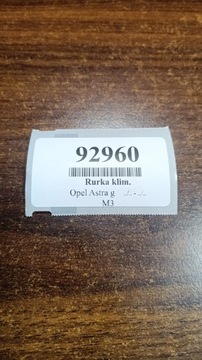 92960
Rurka klim.
Opel Astra g ./. - ./.
M3